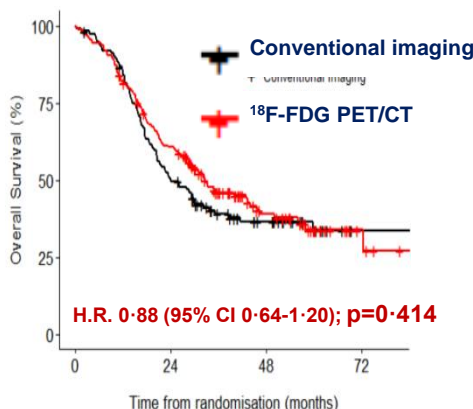 100
75
50
25
0
Overall Survival (%)
Conventional imaging
Conventional imaging
¹⁸F-FDG PET/CT
H.R. 0·88 (95% CI 0·64-1·20); p=0·414
0 24 48 72
Time from randomisation (months)